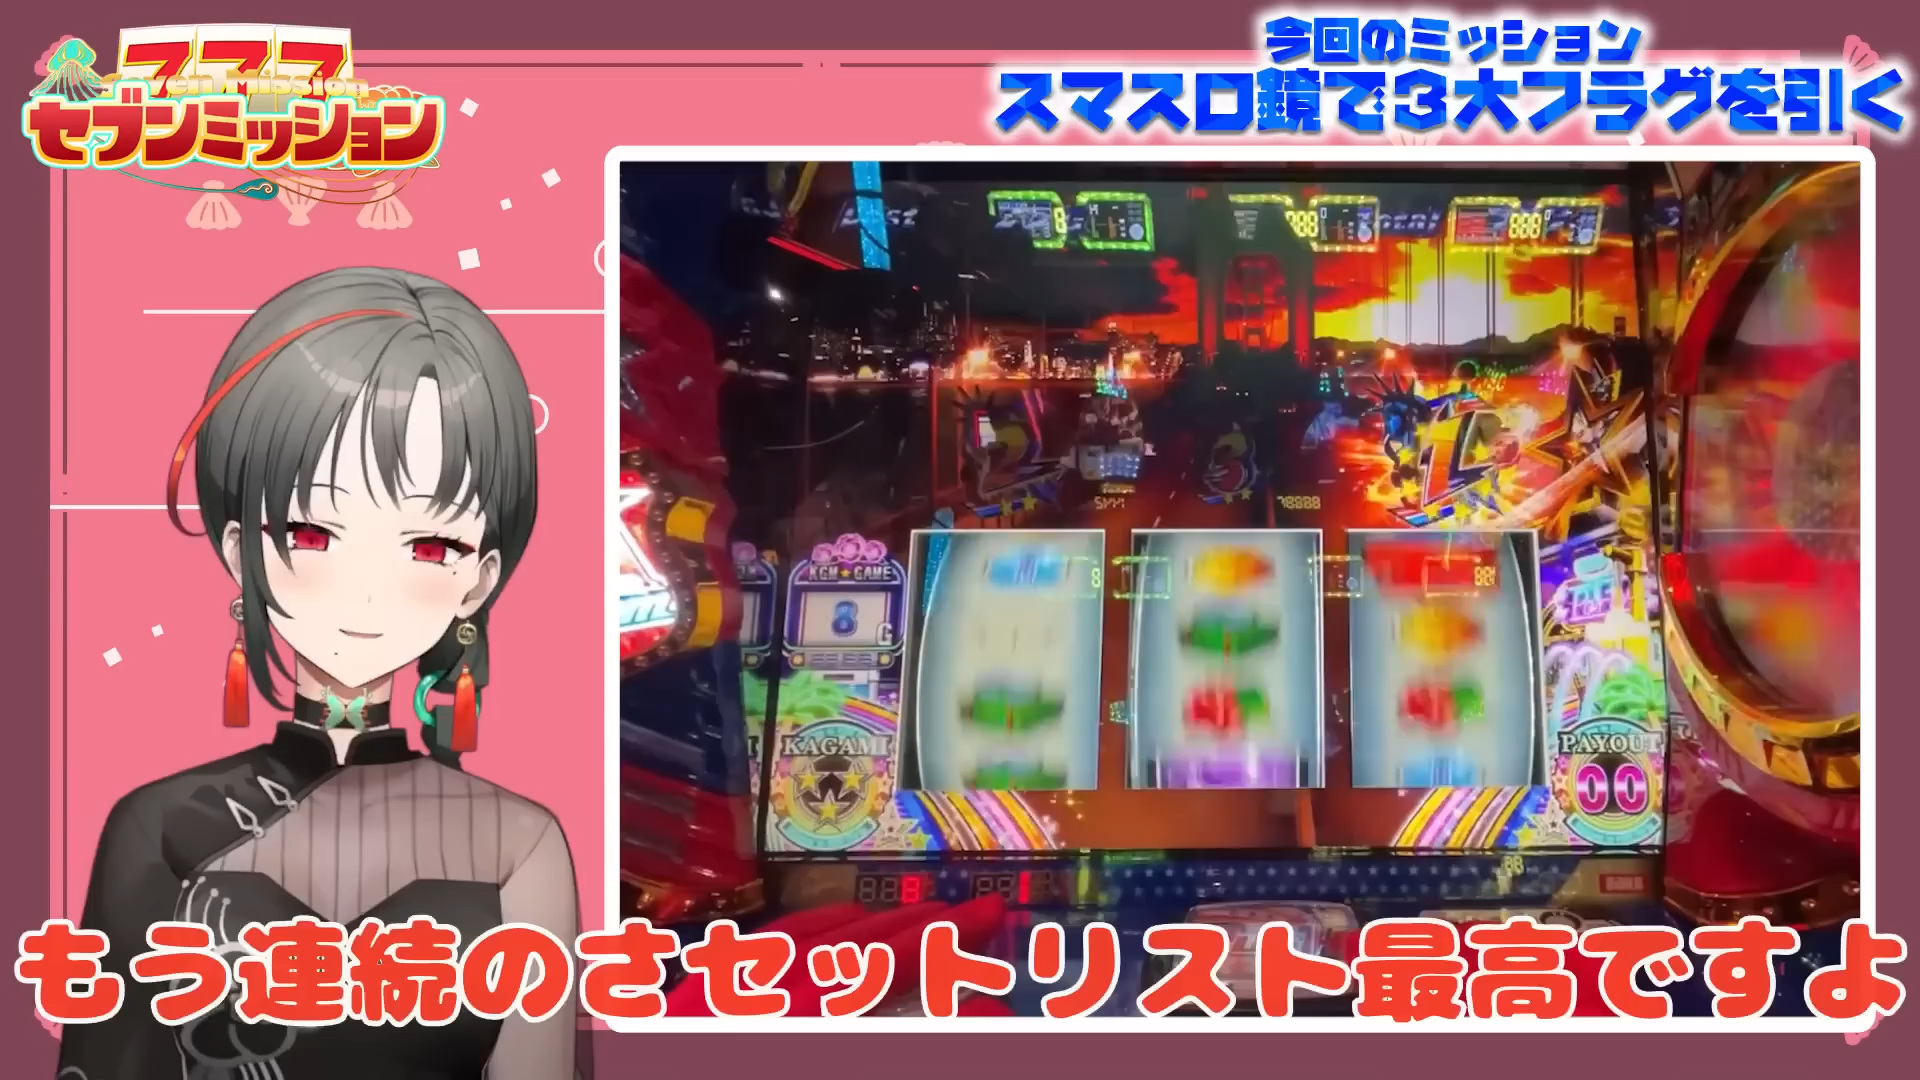 777
Seven Mission
セブンミッション
今回のミッション
スマスロ鏡で3大フラグを引く
KGM★GAME
8
G
KAGAMI
PAYOUT
00
もう連続のさセットリスト最高ですよ